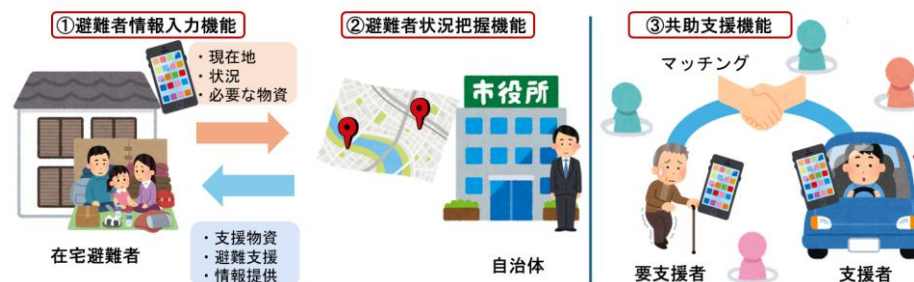 ①避難者情報入力機能
・現在地
・状況
・必要な物資
・支援物資
・避難支援
・情報提供
在宅避難者
②避難者状況把握機能
市役所
自治体
③共助支援機能
マッチング
要支援者
支援者